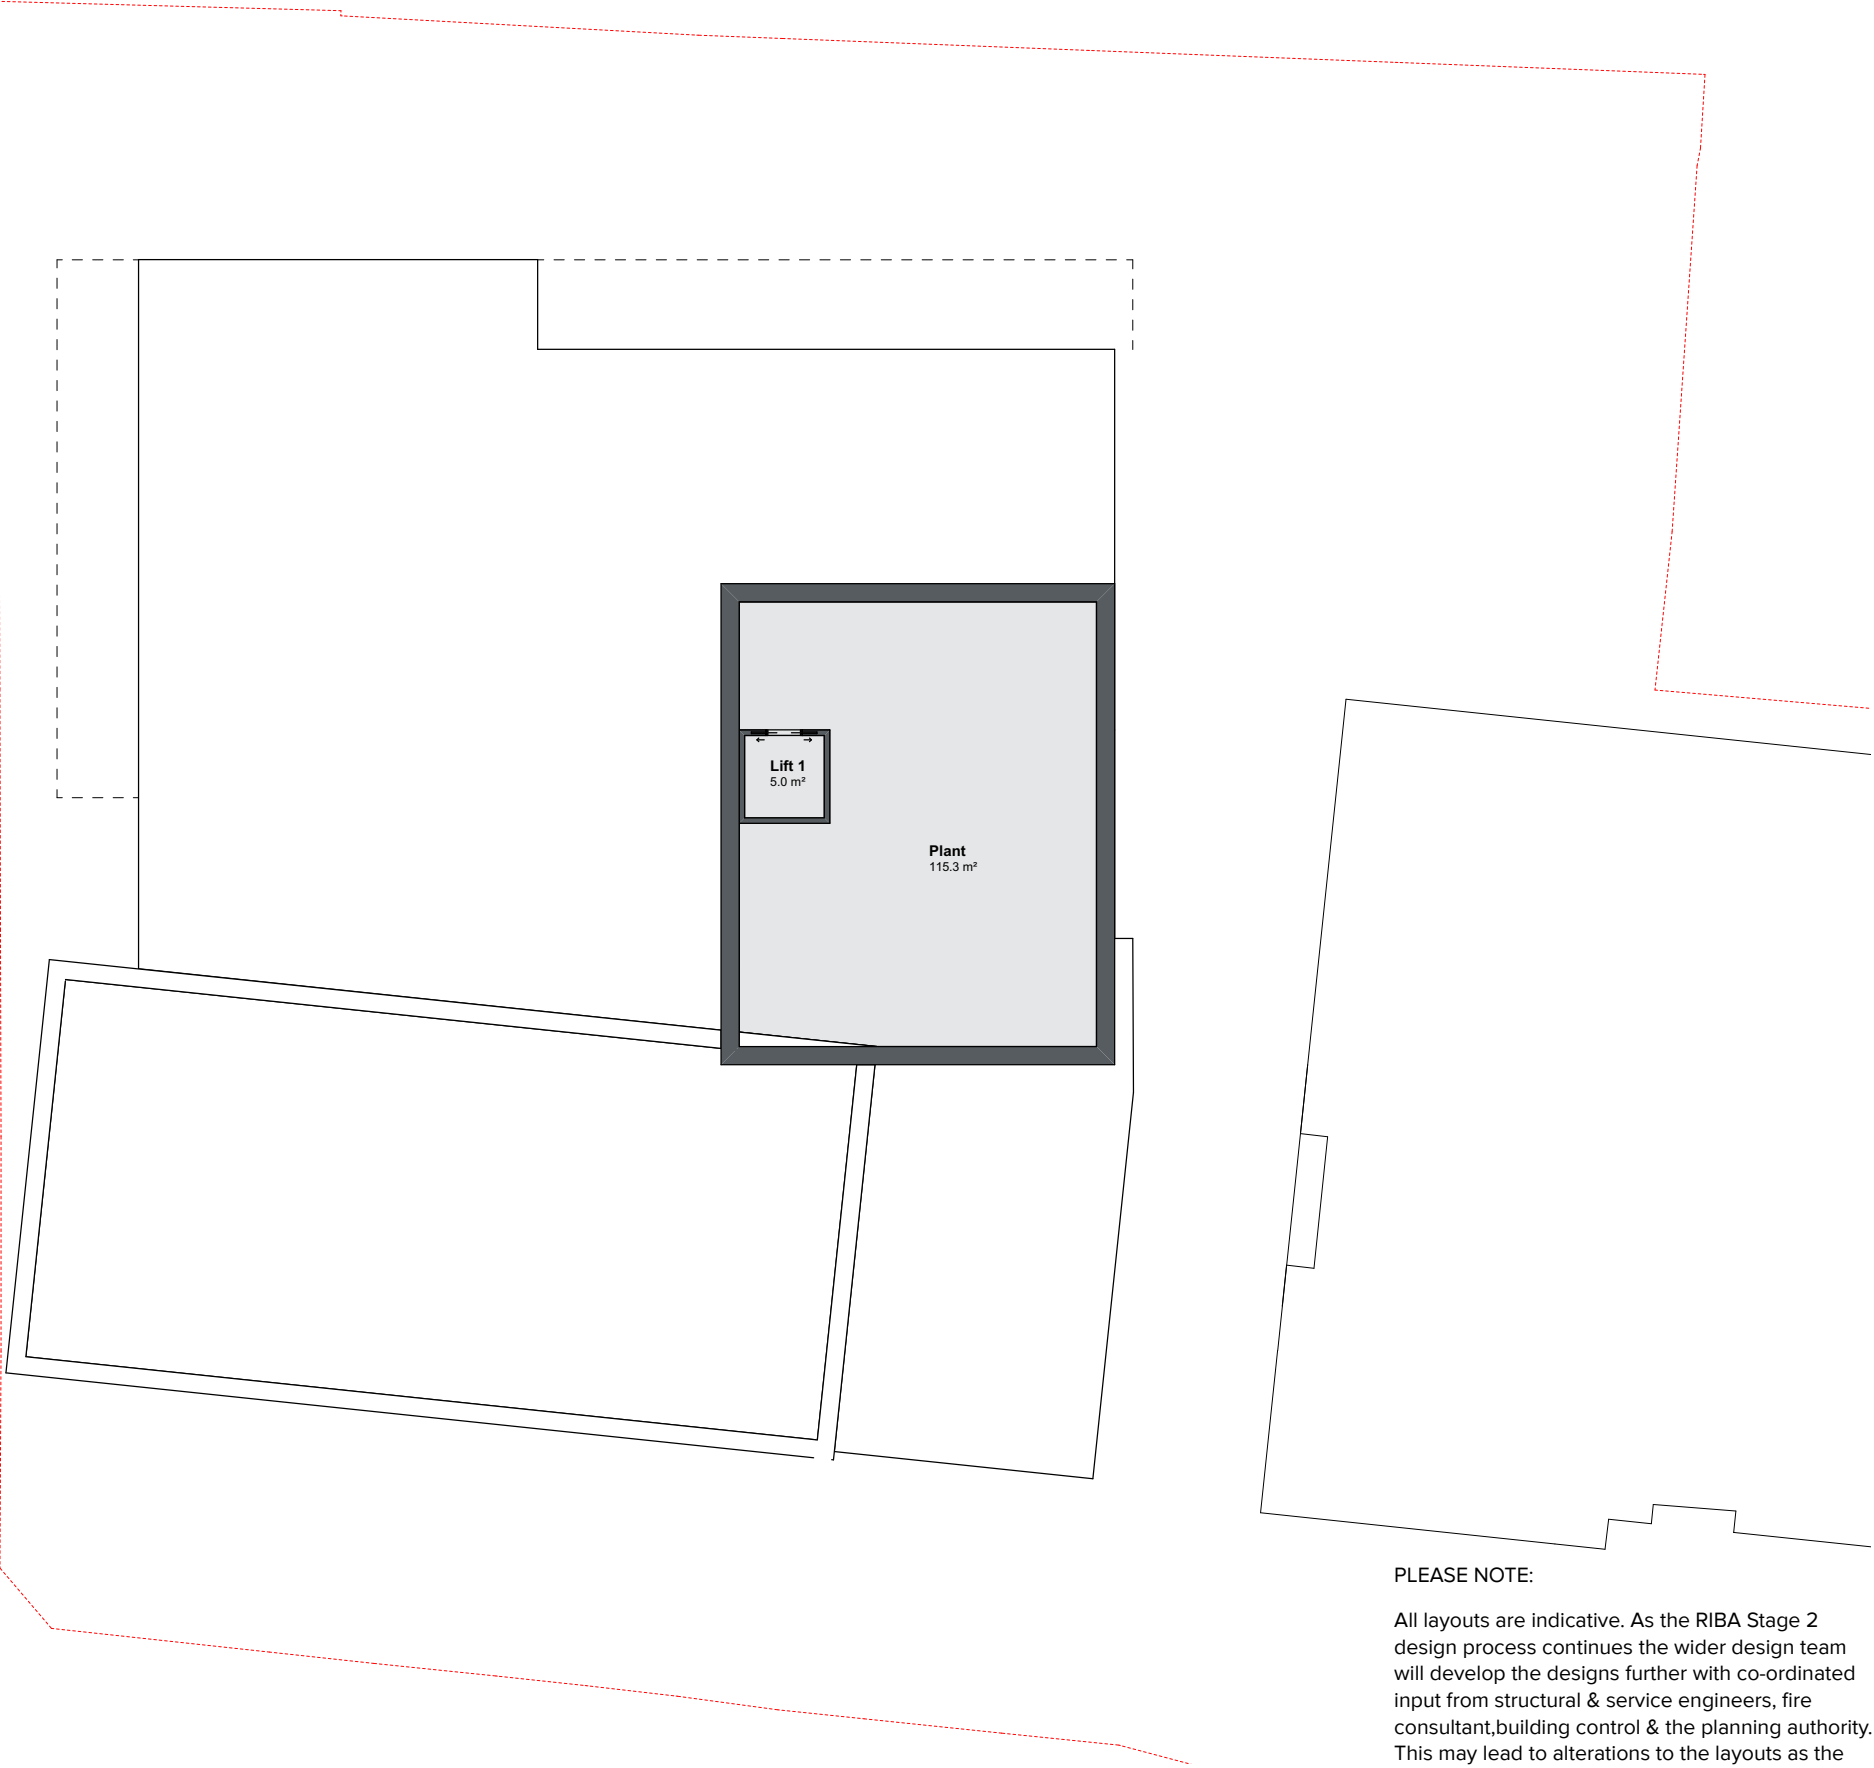 Lift 1
5.0 m²
Plant
115.3 m²
PLEASE NOTE:
All layouts are indicative. As the RIBA Stage 2
design process continues the wider design team
will develop the designs further with co-ordinated
input from structural & service engineers, fire
consultant,building control & the planning authority.
This may lead to alterations to the layouts as the